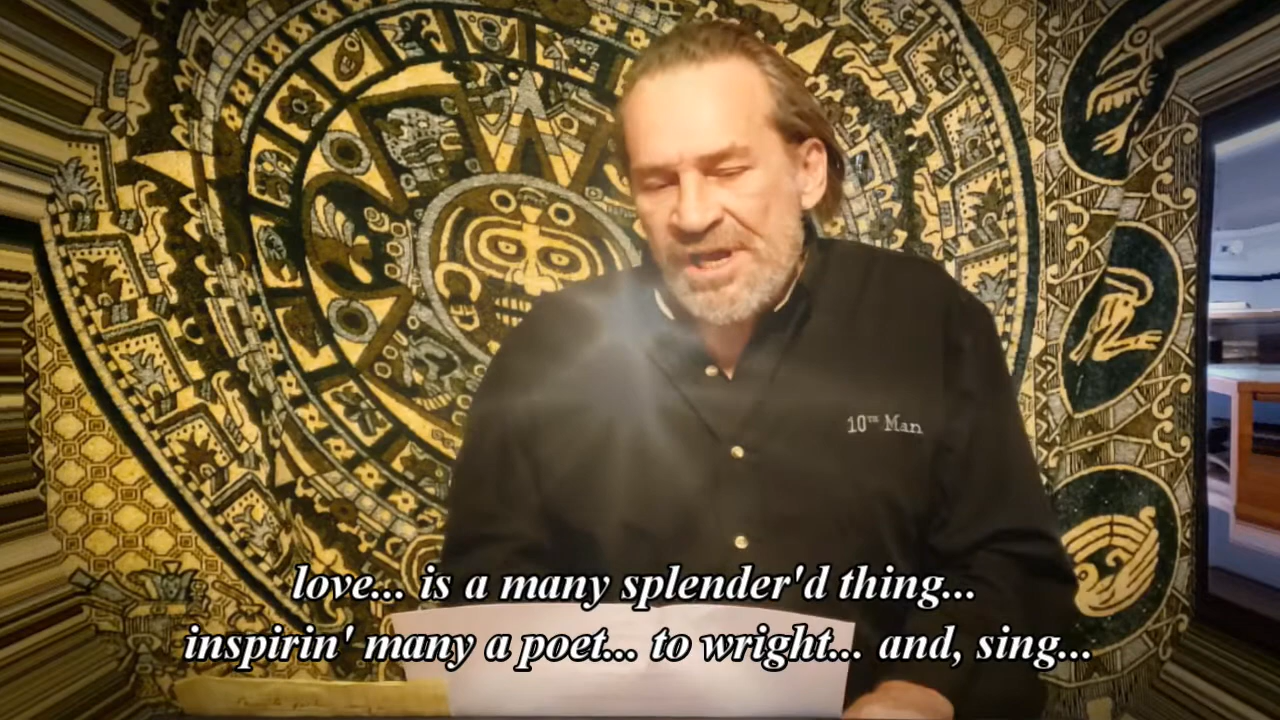 10TH Man
love... is a many splender'd thing...
inspirin' many a poet... to wright... and, sing...